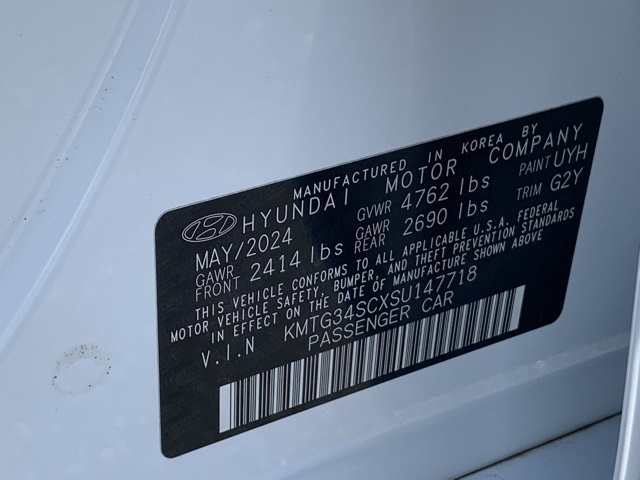 MANUFACTURED IN KOREA BY
HYUNDAI MOTOR COMPANY
MAY/2024 GVWR 4762 lbs PAINT UYH
GAWR FRONT 2414 lbs GAWR REAR 2690 lbs TRIM G2Y
THIS VEHICLE CONFORMS TO ALL APPLICABLE U.S.A. FEDERAL
MOTOR VEHICLE SAFETY, BUMPER, AND THEFT PREVENTION STANDARDS
IN EFFECT ON THE DATE OF MANUFACTURE SHOWN ABOVE
V.I.N KMTG34SCXSU147718
PASSENGER CAR